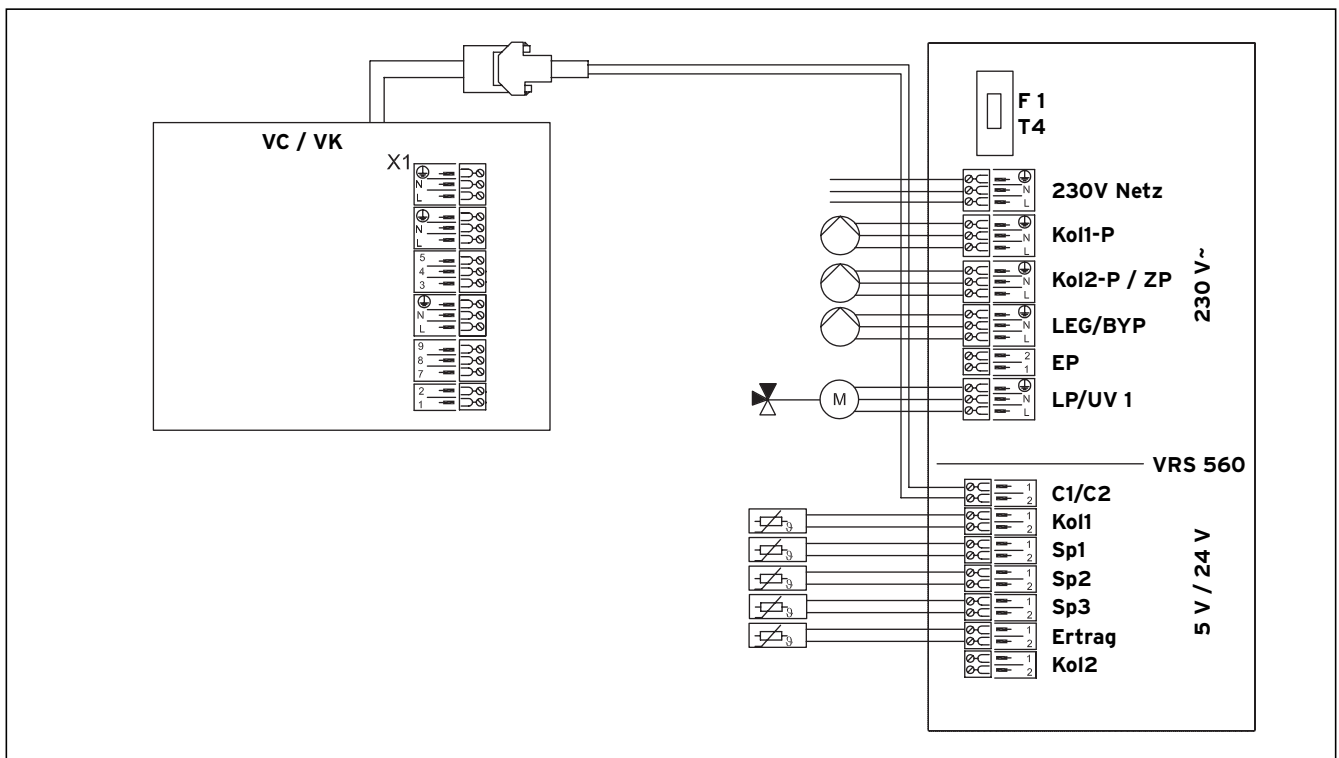 VC / VK
X1
N
L
N
L
5
4
3
N
L
9
8
7
2
1
F 1
T4
N
L
230V Netz
N
L
Kol1-P
N
L
Kol2-P / ZP
N
L
LEG/BYP
2
1
EP
M
N
L
LP/UV 1
230 V~
VRS 560
1
2
C1/C2
ϑ
1
2
Kol1
ϑ
1
2
Sp1
ϑ
1
2
Sp2
ϑ
1
2
Sp3
ϑ
1
2
Ertrag
1
2
Kol2
5 V / 24 V